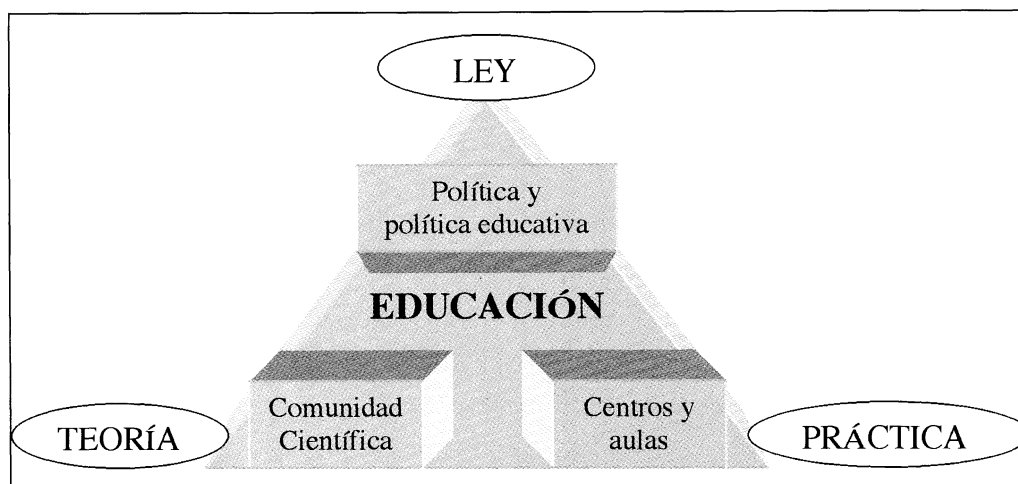 LEY
Política y
política educativa
EDUCACIÓN
Comunidad
Científica
Centros y
aulas
TEORÍA
PRÁCTICA